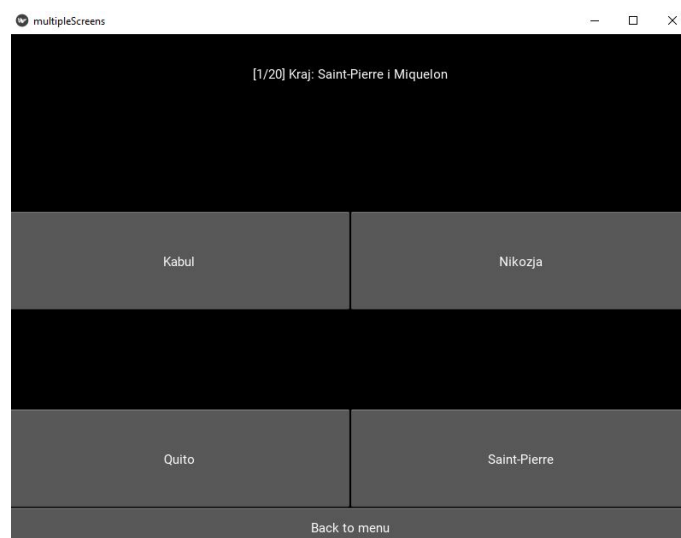 multipleScreens
[1/20] Kraj: Saint-Pierre i Miquelon
Kabul
Nikozja
Quito
Saint-Pierre
Back to menu